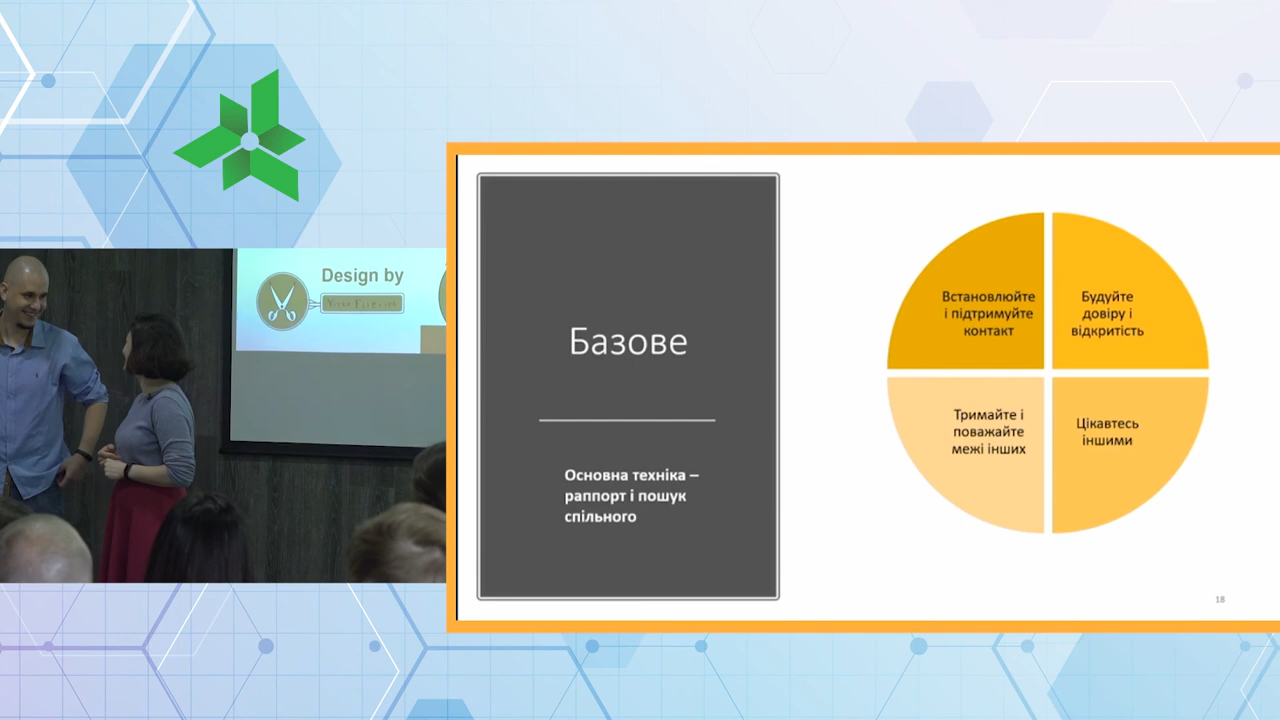 Design by
Базове
Основна техніка –
раппорт і пошук
спільного
Встановлюйте
і підтримуйте
контакт
Будуйте
довіру і
відкритість
Тримайте і
поважайте
межі інших
Цікавтесь
іншими
18